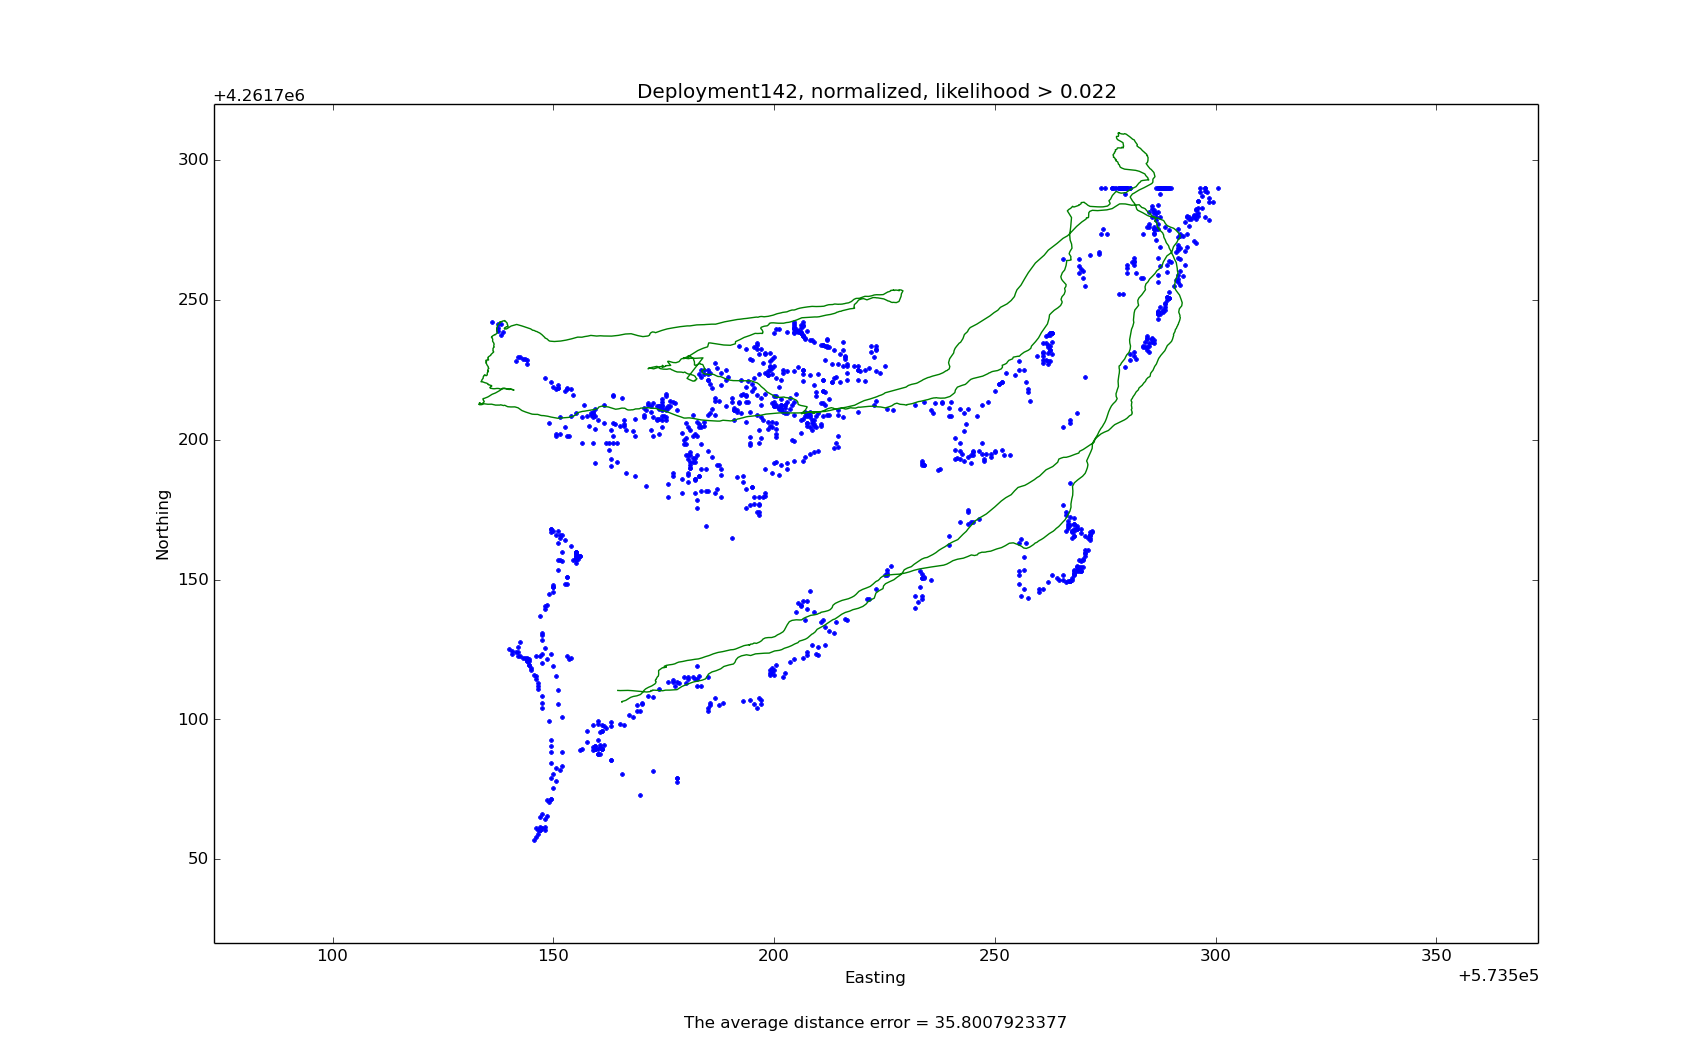 Deployment142, normalized, likelihood > 0.022
+4.2617e6
300
250
200
150
100
50
Northing
100 150 200 250 300 350
Easting
+5.735e5
The average distance error = 35.8007923377